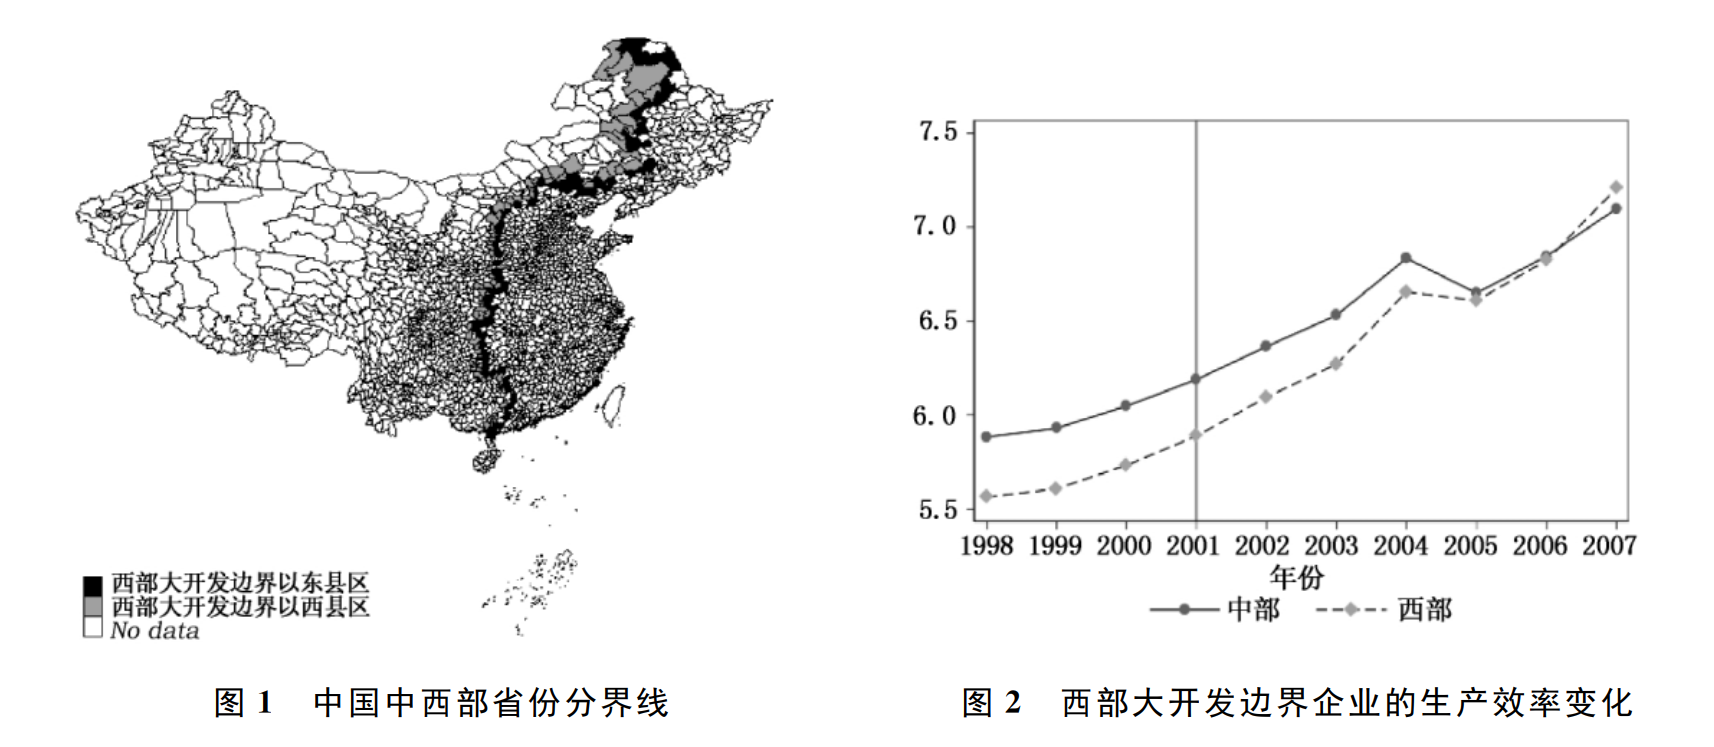 西部大开发边界以东县区
西部大开发边界以西县区
No data
图 1 中国中西部省份分界线
7.5
7.0
6.5
6.0
5.5
1998 1999 2000 2001 2002 2003 2004 2005 2006 2007
年份
中部 西部
图 2 西部大开发边界企业的生产效率变化